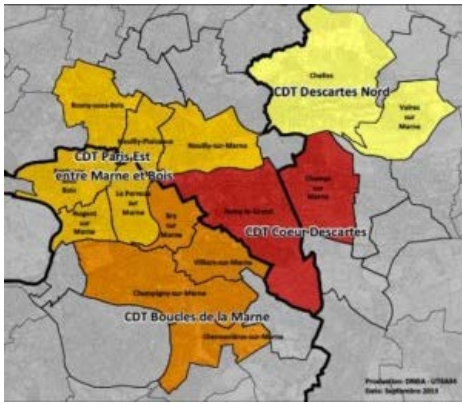 Chelles
CDT Descartes Nord
Vaires
sur
Marne
Rosny-sous-Bois
Neuilly-Plaisance
Neuilly-sur-Marne
CDT Paris Est
entre Marne et Bois
Bois
Le Perreux
sur
Marne
Champs
sur
Marne
Nogent
sur
Marne
Bry
sur
Marne
Noisy-le-Grand
CDT Coeur Descartes
Villiers-sur-Marne
Champigny-sur-Marne
CDT Boucles de la Marne
Chennevières-sur-Marne
Production: DRIEA - UTEA94
Date: Septembre 2013